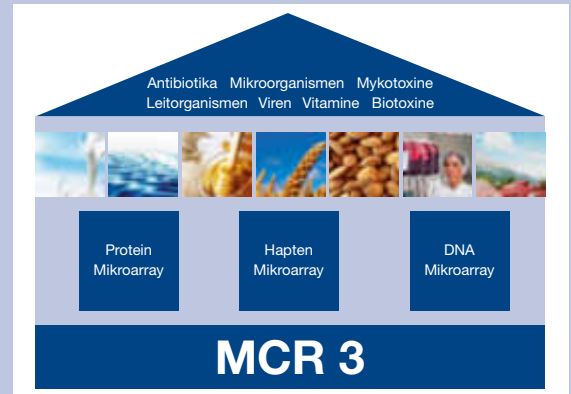 Antibiotika Mikroorganismen Mykotoxine
Leitorganismen Viren Vitamine Biotoxine
Protein
Mikroarray
Hapten
Mikroarray
DNA
Mikroarray
MCR 3